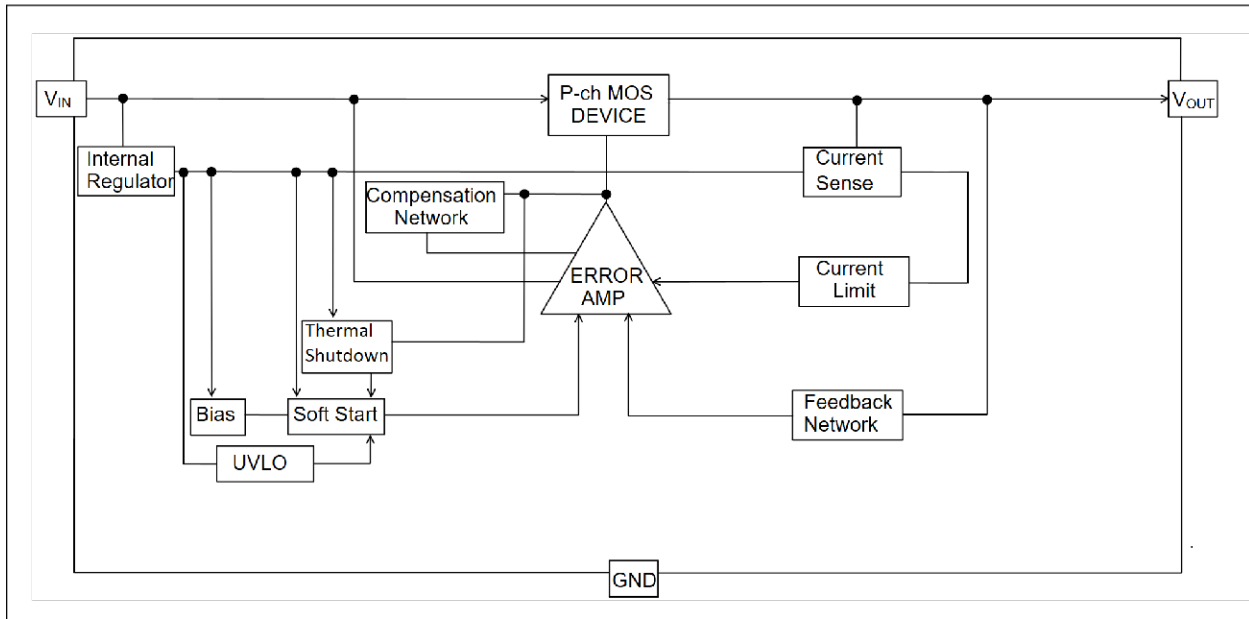 P-ch MOS
DEVICE
VIN
VOUT
Internal
Regulator
Current
Sense
Compensation
Network
ERROR
AMP
Current
Limit
Thermal
Shutdown
Bias
Soft Start
Feedback
Network
UVLO
GND